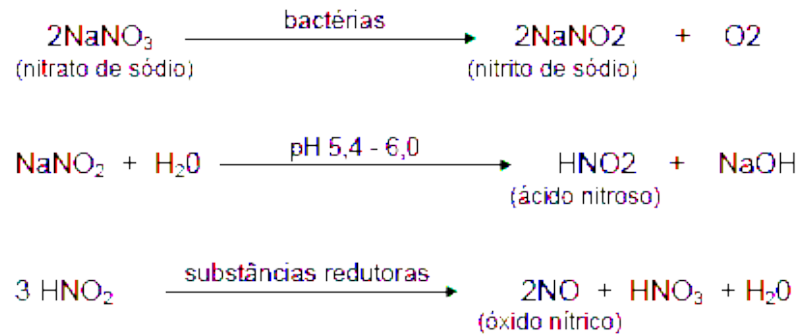 bactérias
2NaNO₃ 2NaNO2 + O2
(nitrato de sódio) (nitrito de sódio)
pH 5,4 - 6,0
NaNO₂ + H₂0 HNO2 + NaOH
(ácido nitroso)
substâncias redutoras
3 HNO₂ 2NO + HNO₃ + H₂0
(óxido nítrico)